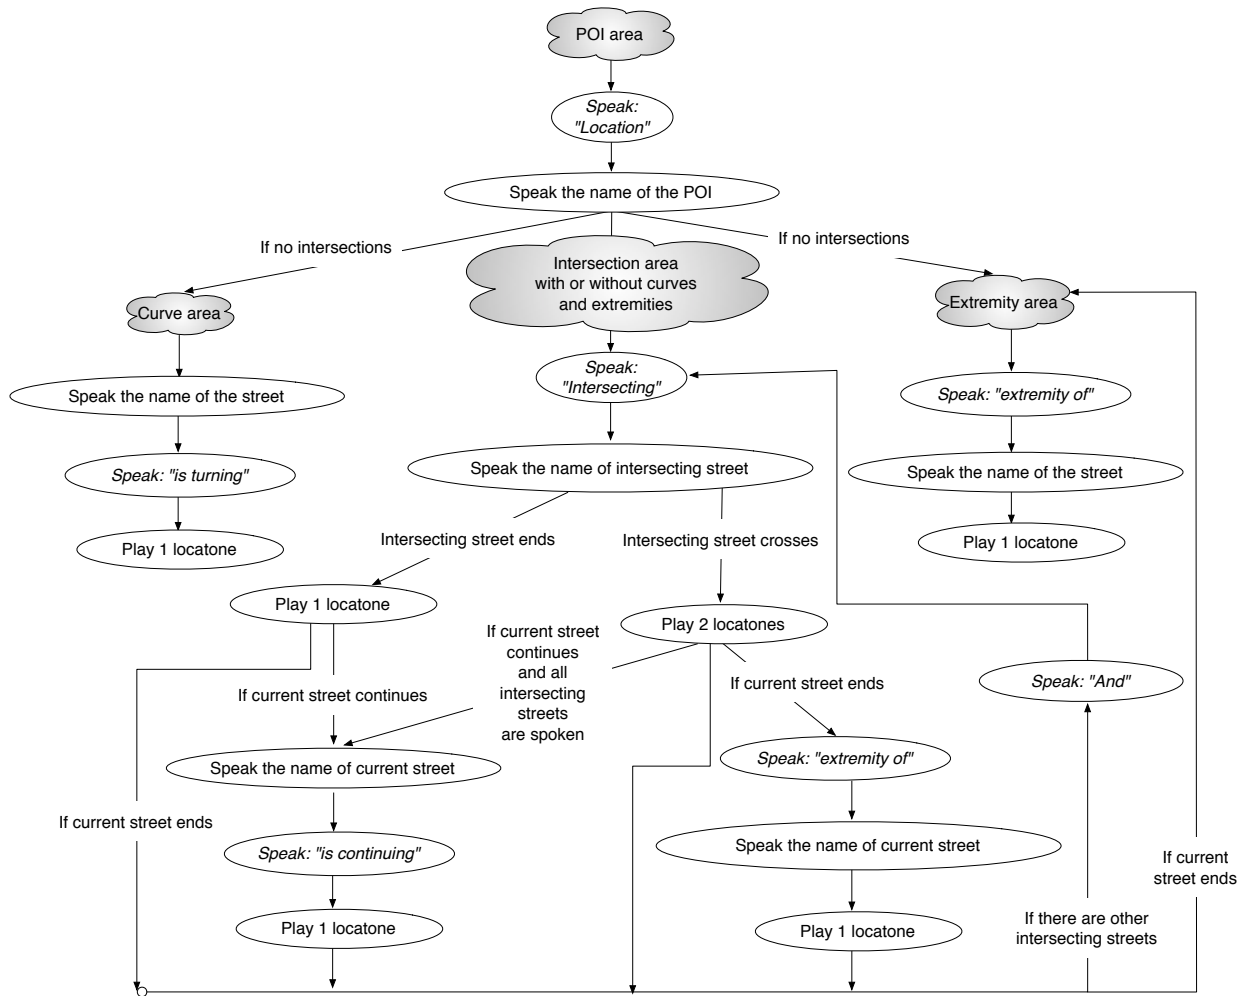 POI area
Speak:
"Location"
Speak the name of the POI
If no intersections
If no intersections
Intersection area
with or without curves
and extremities
Curve area
Extremity area
Speak:
"Intersecting"
Speak the name of the street
Speak: "extremity of"
Speak: "is turning"
Speak the name of intersecting street
Speak the name of the street
Play 1 locatone
Intersecting street ends
Intersecting street crosses
Play 1 locatone
Play 1 locatone
Play 2 locatones
If current street
continues
and all
intersecting
streets
are spoken
If current street continues
If current street ends
Speak: "And"
Speak the name of current street
Speak: "extremity of"
If current street ends
Speak: "is continuing"
Speak the name of current street
If current
street ends
Play 1 locatone
Play 1 locatone
If there are other
intersecting streets